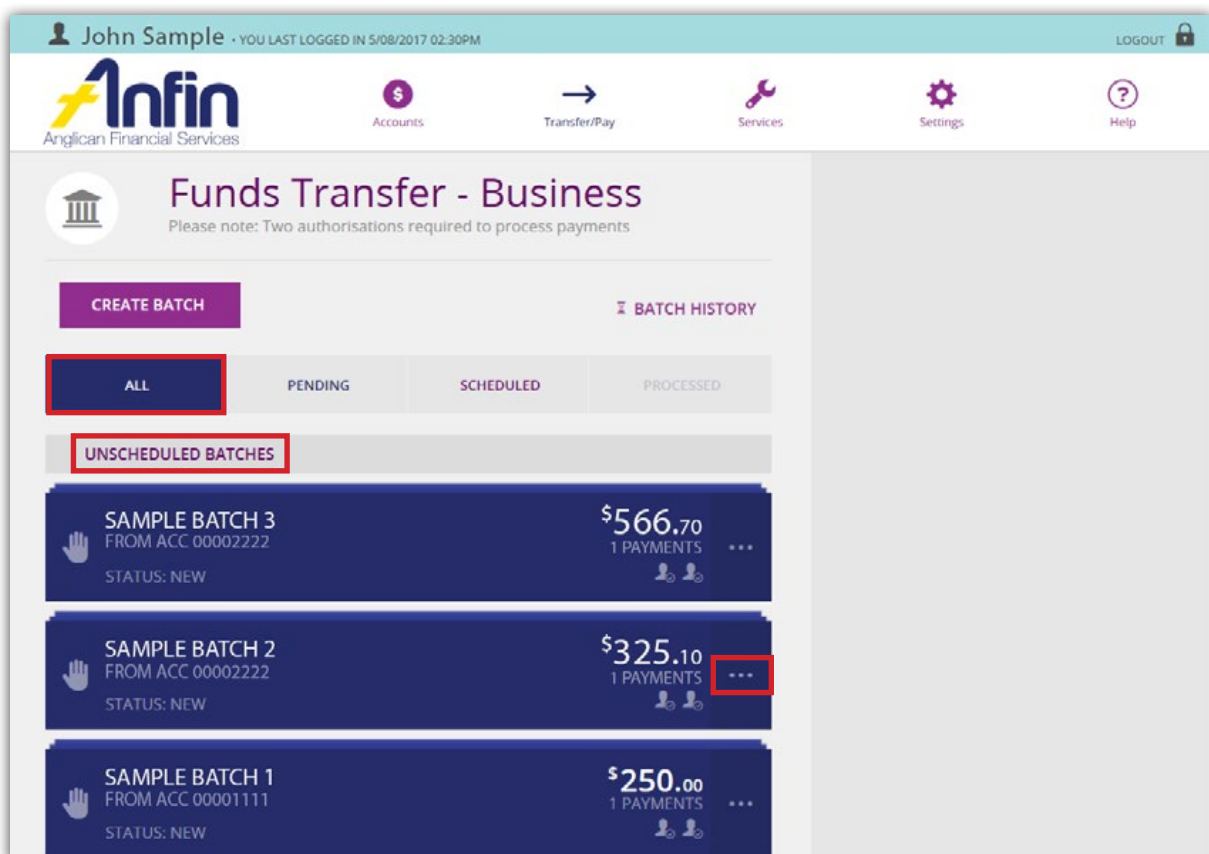 John Sample • YOU LAST LOGGED IN 5/08/2017 02:30PM
LOGOUT
Anfin
Anglican Financial Services
$
Accounts
Transfer/Pay
Services
Settings
?
Help
Funds Transfer - Business
Please note: Two authorisations required to process payments
CREATE BATCH
BATCH HISTORY
ALL
PENDING
SCHEDULED
PROCESSED
UNSCHEDULED BATCHES
SAMPLE BATCH 3
FROM ACC 00002222
STATUS: NEW
$566.70
1 PAYMENTS
...
SAMPLE BATCH 2
FROM ACC 00002222
STATUS: NEW
$325.10
1 PAYMENTS
...
SAMPLE BATCH 1
FROM ACC 00001111
STATUS: NEW
$250.00
1 PAYMENTS
...